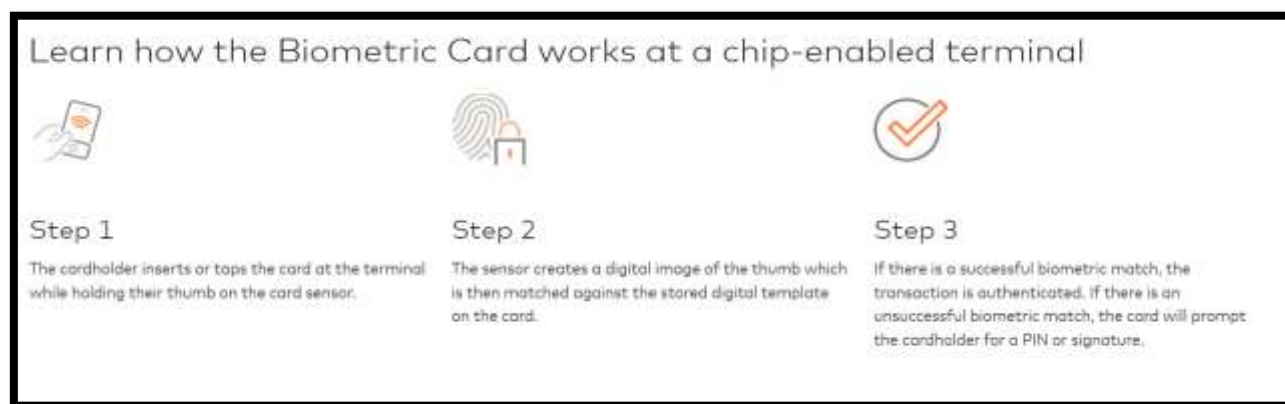 Learn how the Biometric Card works at a chip-enabled terminal
Step 1
The cardholder inserts or taps the card at the terminal
while holding their thumb on the card sensor.
Step 2
The sensor creates a digital image of the thumb which
is then matched against the stored digital template
on the card.
Step 3
If there is a successful biometric match, the
transaction is authenticated. If there is an
unsuccessful biometric match, the card will prompt
the cardholder for a PIN or signature.